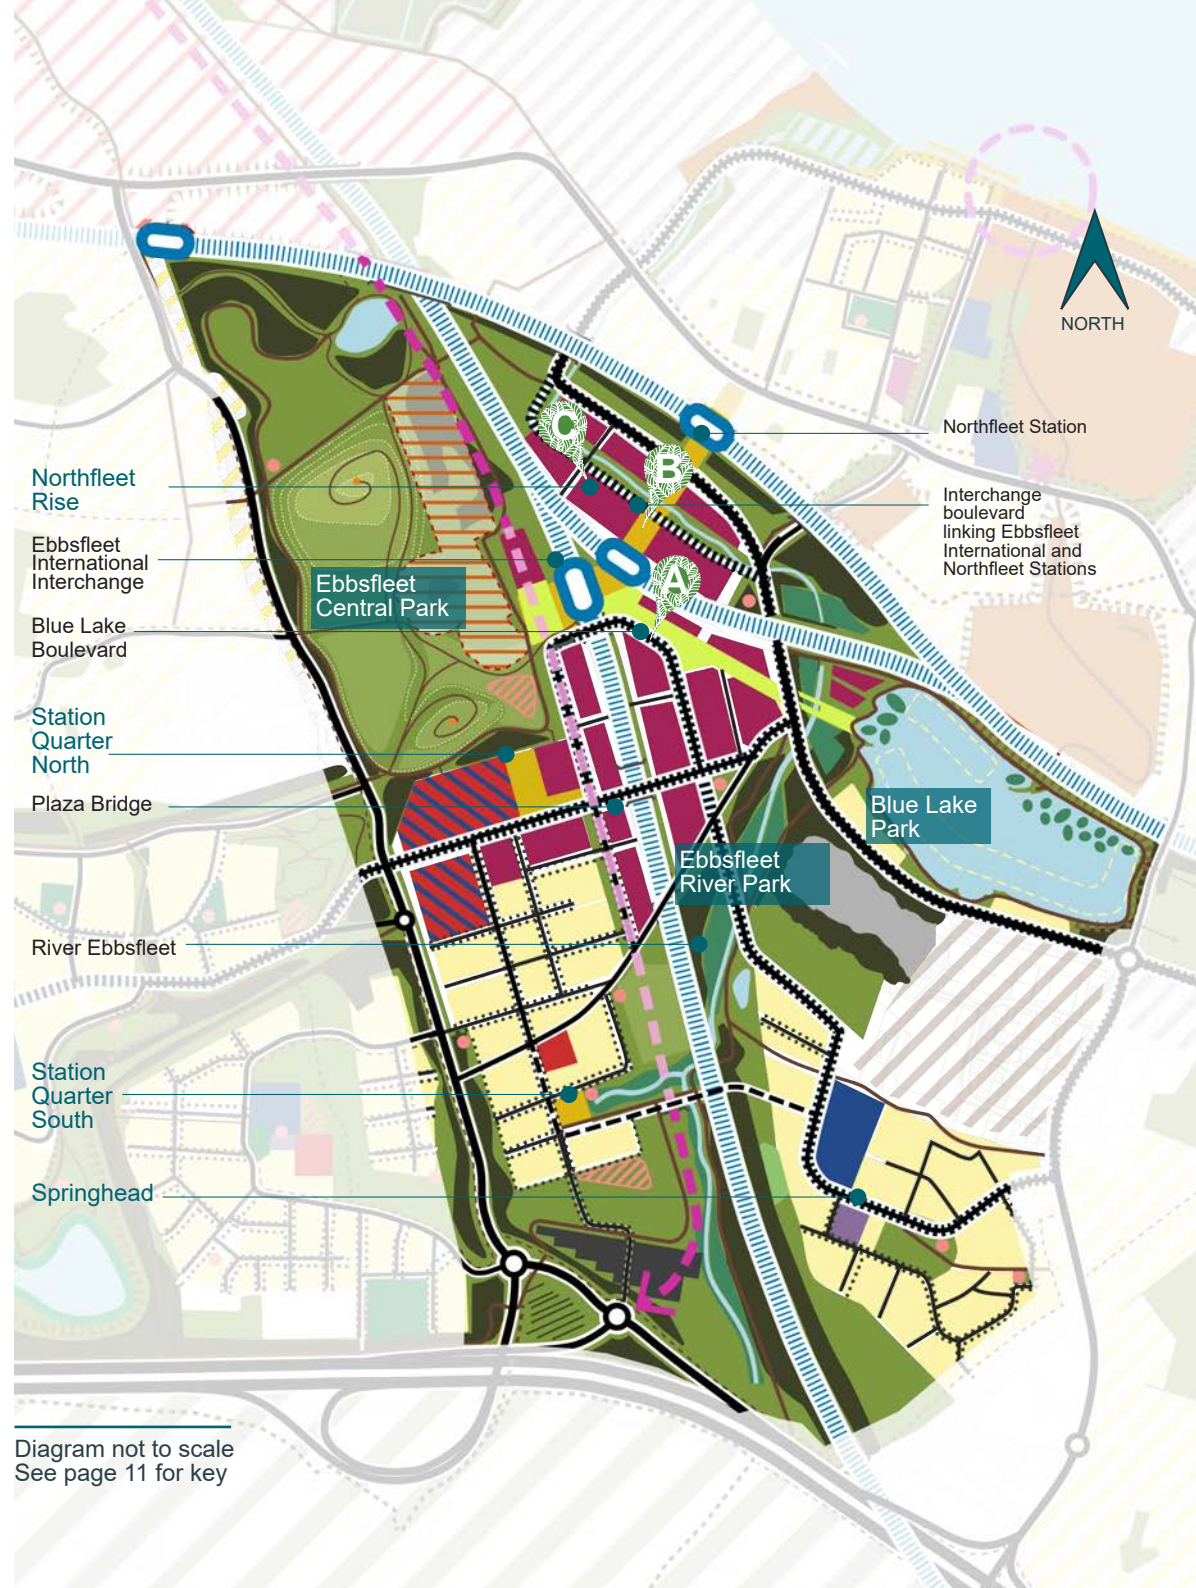 NORTH
C
B
A
Northfleet Station
Northfleet
Rise
Interchange
boulevard
linking Ebbsfleet
International and
Northfleet Stations
Ebbsfleet
International
Interchange
Ebbsfleet
Central Park
Blue Lake
Boulevard
Station
Quarter
North
Plaza Bridge
Blue Lake
Park
Ebbsfleet
River Park
River Ebbsfleet
Station
Quarter
South
Springhead
Diagram not to scale
See page 11 for key